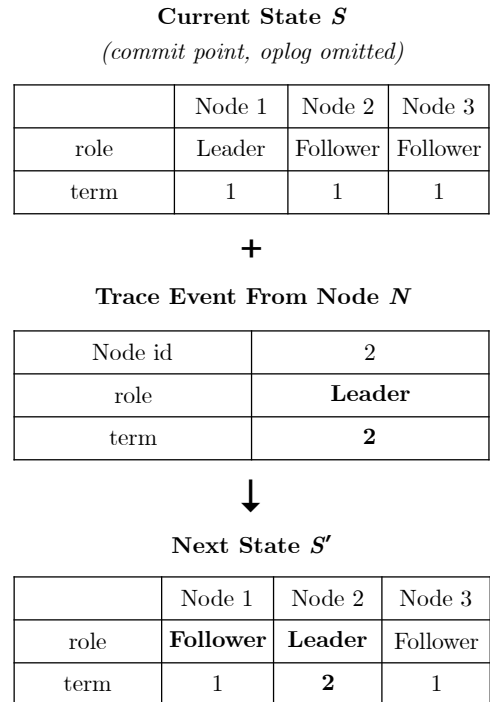 Current State S
(commit point, oplog omitted)
Node 1 Node 2 Node 3
role Leader Follower Follower
term 1 1 1
+
Trace Event From Node N
Node id 2
role Leader
term 2
↓
Next State S′
Node 1 Node 2 Node 3
role Follower Leader Follower
term 1 2 1